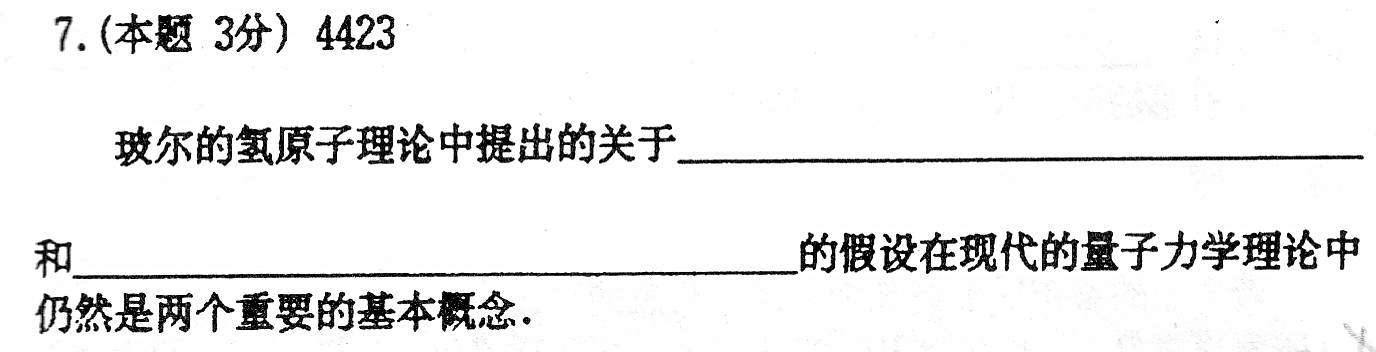 7.(本题 3分) 4423
玻尔的氢原子理论中提出的关于
和的假设在现代的量子力学理论中
仍然是两个重要的基本概念.